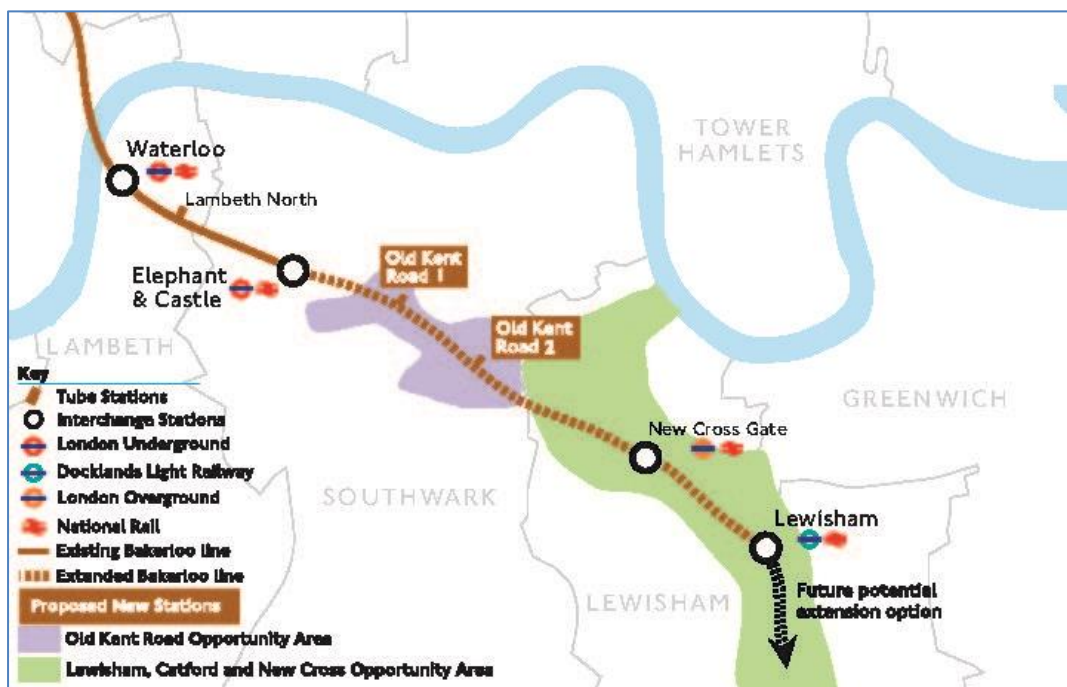 TOWER
HAMLETS
Waterloo
Lambeth North
Old Kent
Road 1
Elephant
& Castle
Old Kent
Road 2
LAMBETH
GREENWICH
New Cross Gate
SOUTHWARK
Lewisham
LEWISHAM
Future potential
extension option
Key
Tube Stations
Interchange Stations
London Underground
Docklands Light Railway
London Overground
National Rail
Existing Bakerloo line
Extended Bakerloo line
Proposed New Stations
Old Kent Road Opportunity Area
Lewisham, Catford and New Cross Opportunity Area